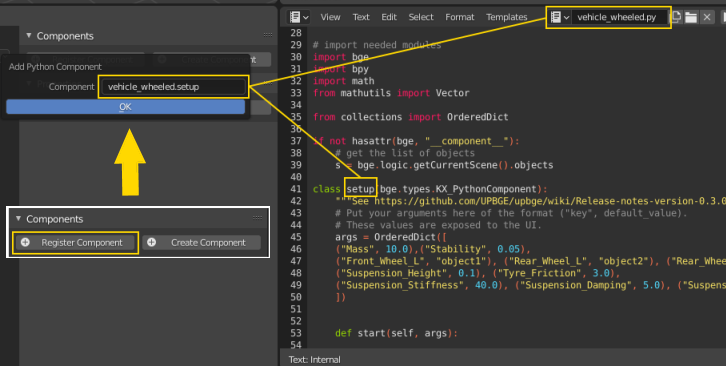 Components
Add Python Component
Component vehicle_wheeled.setup
OK
Components
Register Component Create Component
View Text Edit Select Format Templates vehicle_wheeled.py
28
29 # import needed modules
30 import bge
31 import bpy
32 import math
33 from mathutils import Vector
34
35 from collections import OrderedDict
36
37 if not hasattr(bge, "__component__"):
38 # get the list of objects
39 s = bge.logic.getCurrentScene().objects
40
41 class setup(bge.types.KX_PythonComponent):
42 """See https://github.com/UPBGE/upbge/wiki/Release-notes-version-0.3.0
43 # Put your arguments here of the format ("key", default_value).
44 # These values are exposed to the UI.
45 args = OrderedDict([
46 ("Mass", 10.0),("Stability", 0.05),
47 ("Front_Wheel_L", "object1"), ("Rear_Wheel_L", "object2"), ("Rear_Whee
48 ("Suspension_Height", 0.1), ("Tyre_Friction", 3.0),
49 ("Suspension_Stiffness", 40.0), ("Suspension_Damping", 5.0), ("Suspens
50 ])
51
52
53 def start(self, args):
54
Text: Internal